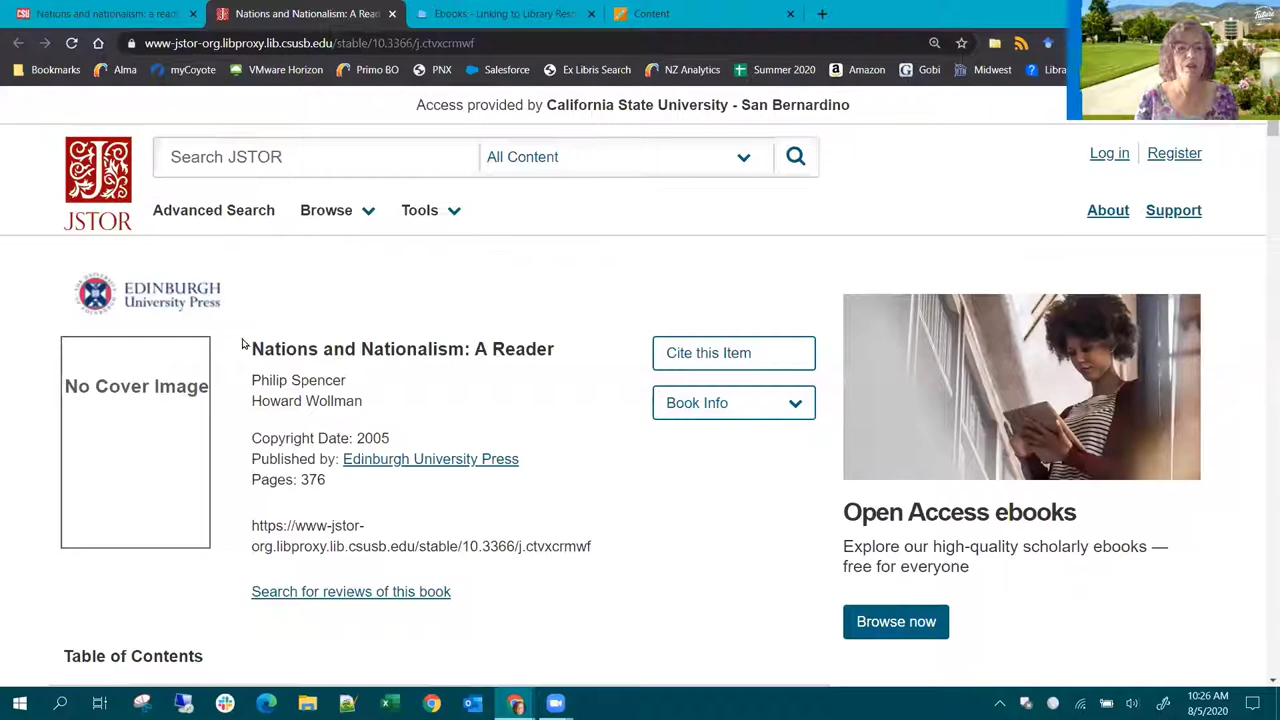 Nations and nationalism: a read
Nations and Nationalism: A Read
Ebooks - Linking to Library Res
Content
www-jstor-org.libproxy.lib.csusb.edu/stable/10.3366/j.ctvxcrmwf
Bookmarks
Alma
myCoyote
VMware Horizon
Primo BO
PNX
Salesforce
Ex Libris Search
NZ Analytics
Summer 2020
Amazon
Gobi
Midwest
Libra
Access provided by California State University - San Bernardino
JSTOR
Search JSTOR
All Content
Log in
Register
Advanced Search
Browse
Tools
About
Support
EDINBURGH
University Press
No Cover Image
Nations and Nationalism: A Reader
Philip Spencer
Howard Wollman
Copyright Date: 2005
Published by: Edinburgh University Press
Pages: 376
https://www-jstor-
org.libproxy.lib.csusb.edu/stable/10.3366/j.ctvxcrmwf
Search for reviews of this book
Cite this Item
Book Info
Open Access ebooks
Explore our high-quality scholarly ebooks —
free for everyone
Browse now
Table of Contents
10:26 AM
8/5/2020